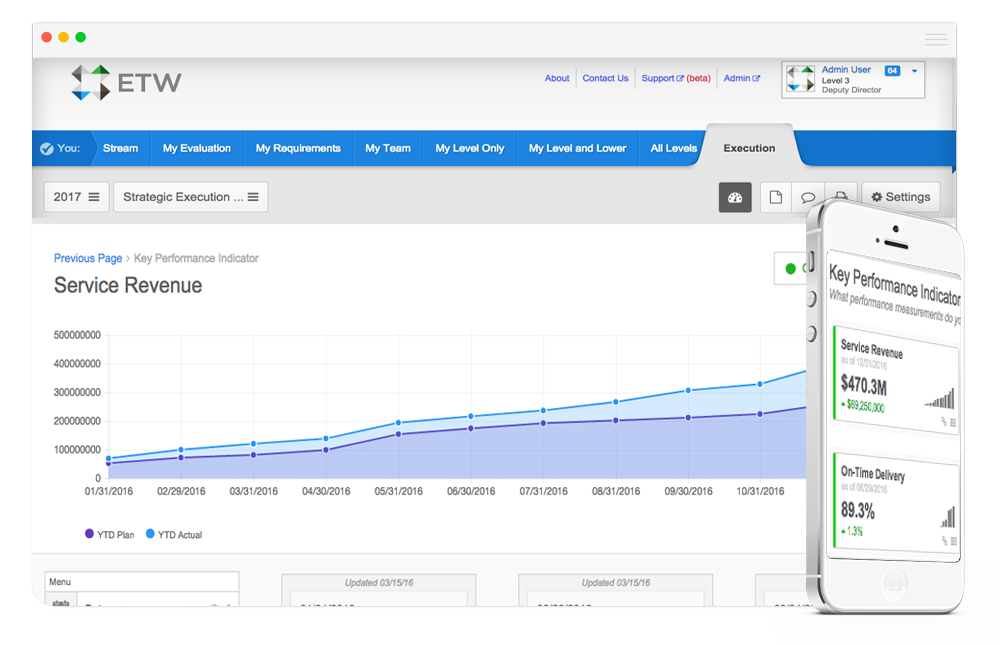 ETW
About Contact Us Support (beta) Admin
Admin User 64
Level 3
Deputy Director
You: Stream My Evaluation My Requirements My Team My Level Only My Level and Lower All Levels Execution
2017 Strategic Execution ... Settings
Previous Page › Key Performance Indicator
Service Revenue
500000000
400000000
300000000
200000000
100000000
0
01/31/2016 02/29/2016 03/31/2016 04/30/2016 05/31/2016 06/30/2016 07/31/2016 08/31/2016 09/30/2016 10/31/2016
YTD Plan YTD Actual
Menu
Updated 03/15/16
Updated 03/15/16
Key Performance Indicator
What performance measurements do yo
Service Revenue
as of 12/31/2016
$470.3M
$69,250,000
On-Time Delivery
as of 06/29/2016
89.3%
1.3%